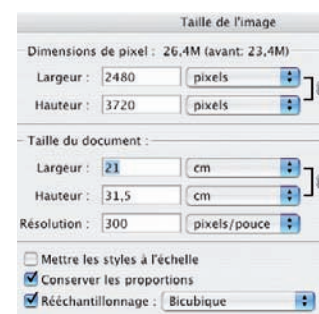 Taille de l'image
Dimensions de pixel : 26,4M (avant: 23,4M)
Largeur : 2480 pixels
Hauteur : 3720 pixels
Taille du document :
Largeur : 21 cm
Hauteur : 31,5 cm
Résolution : 300 pixels/pouce
Mettre les styles à l'échelle
Conserver les proportions
Rééchantillonnage : Bicubique